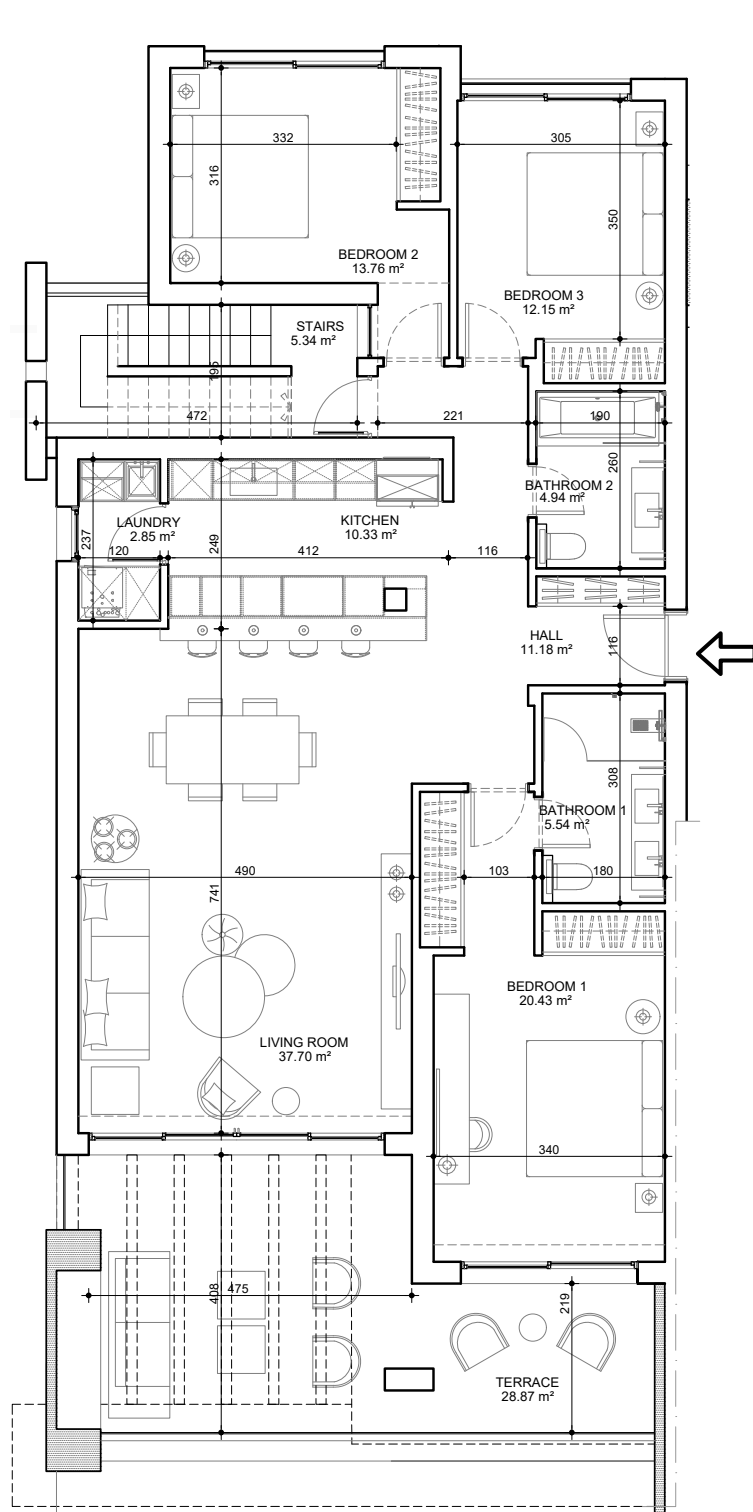 332
305
316
350
BEDROOM 2
13.76 m²
BEDROOM 3
12.15 m²
STAIRS
5.34 m²
195
472
221
190
260
BATHROOM 2
4.94 m²
LAUNDRY
2.85 m²
KITCHEN
10.33 m²
237
120
249
412
116
HALL
11.18 m²
116
308
BATHROOM 1
5.54 m²
490
741
103
180
BEDROOM 1
20.43 m²
LIVING ROOM
37.70 m²
340
408
475
219
TERRACE
28.87 m²